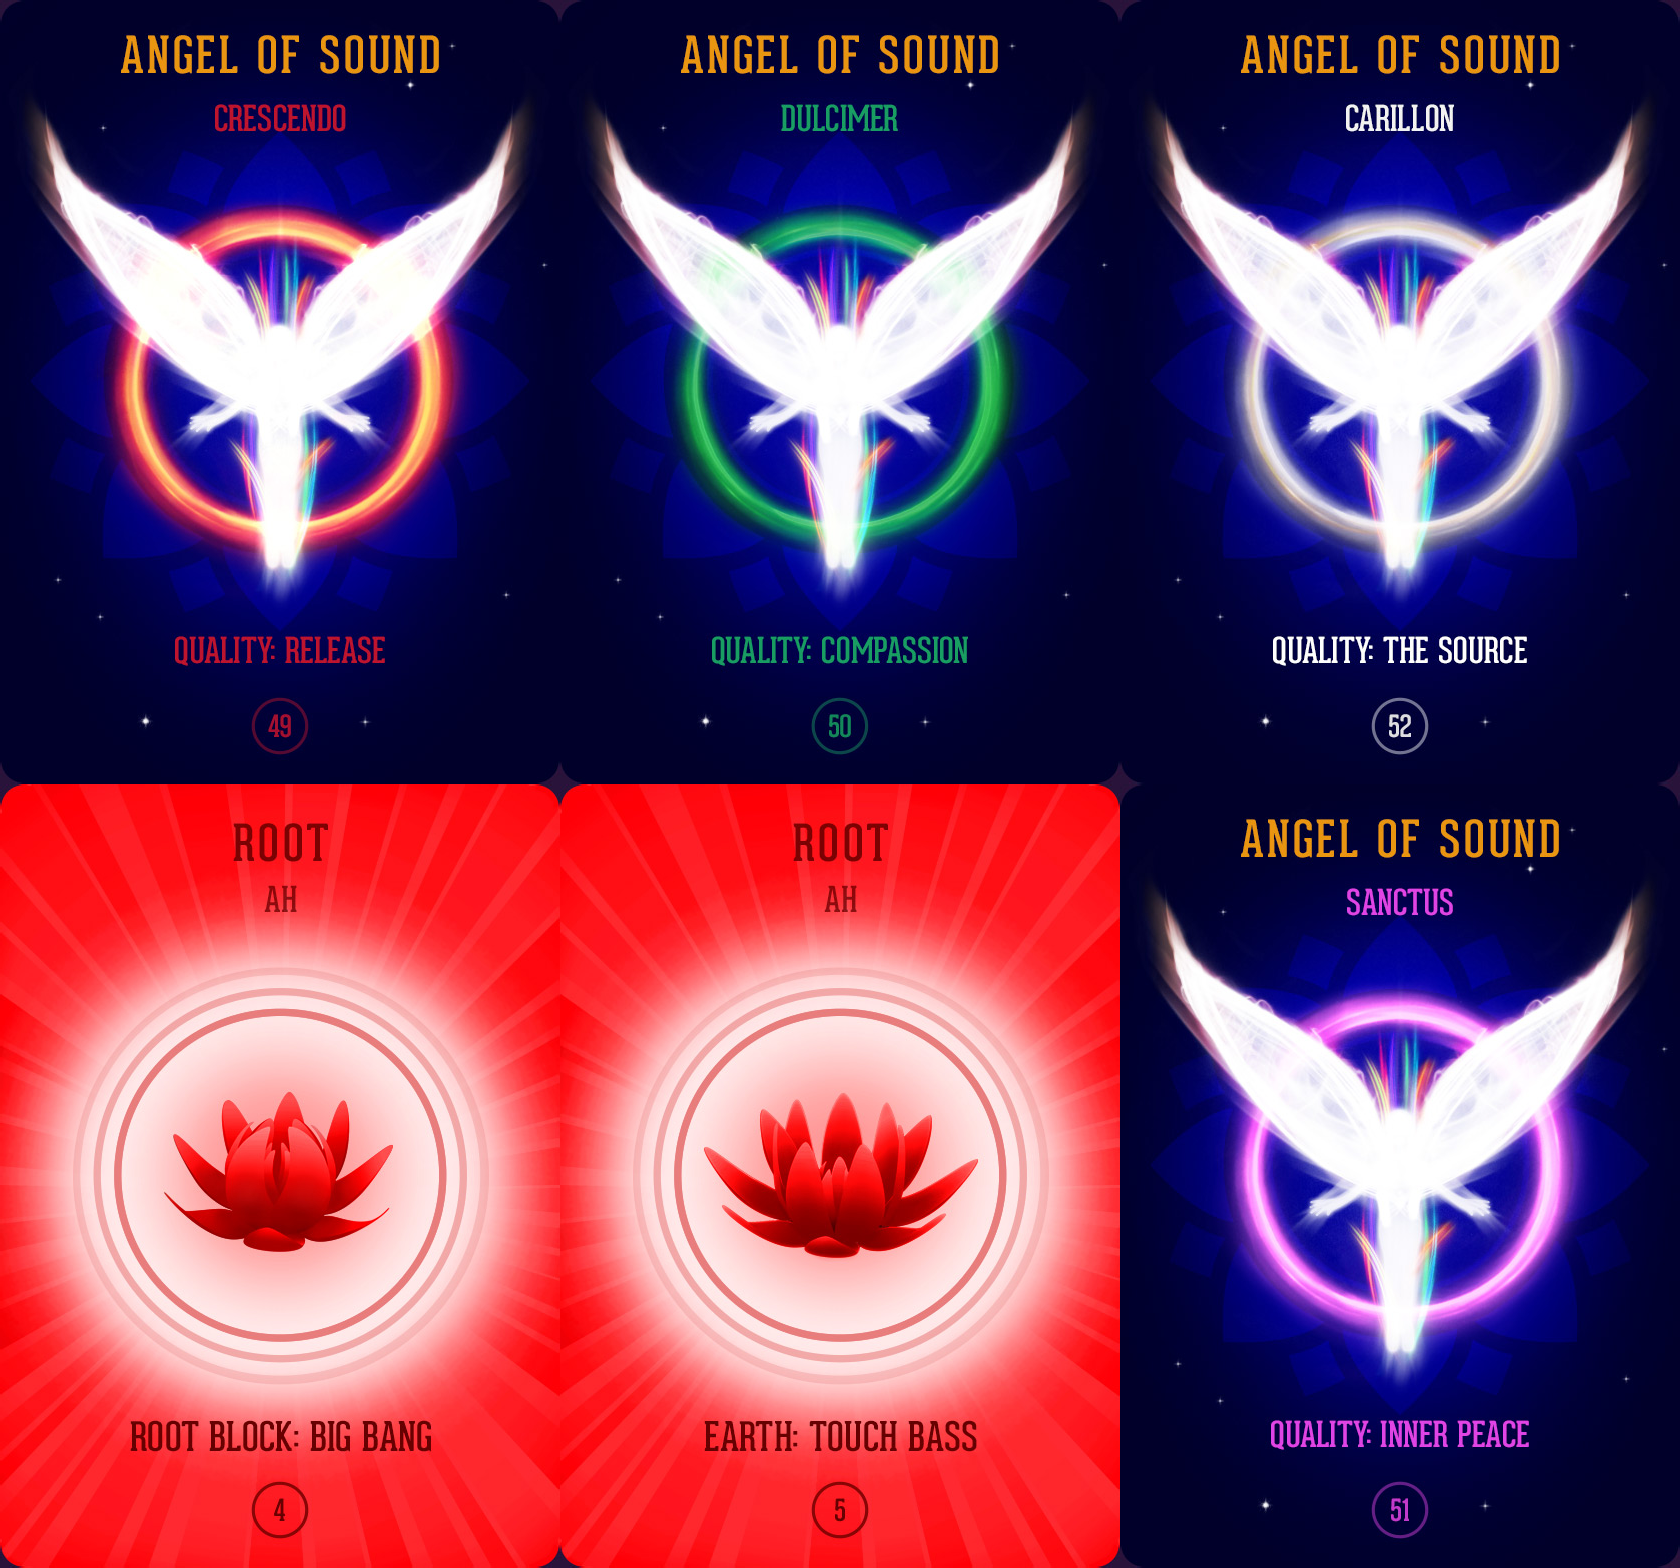 ANGEL OF SOUND
CRESCENDO
QUALITY: RELEASE
49
ANGEL OF SOUND
DULCIMER
QUALITY: COMPASSION
50
ANGEL OF SOUND
CARILLON
QUALITY: THE SOURCE
52
ROOT
AH
ROOT BLOCK: BIG BANG
4
ROOT
AH
EARTH: TOUCH BASS
5
ANGEL OF SOUND
SANCTUS
QUALITY: INNER PEACE
51